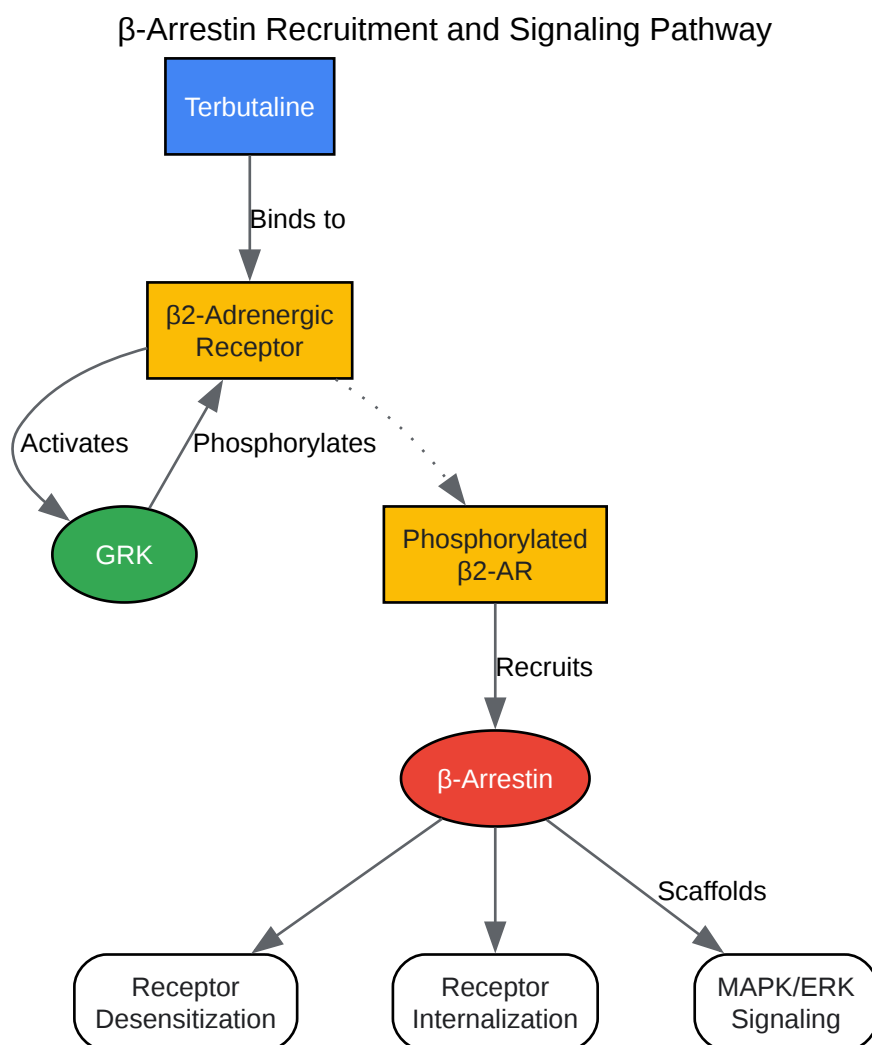 β-Arrestin Recruitment and Signaling Pathway
Terbutaline
Binds to
β2-Adrenergic
Receptor
Activates
Phosphorylates
GRK
Phosphorylated
β2-AR
Recruits
β-Arrestin
Scaffolds
Receptor
Desensitization
Receptor
Internalization
MAPK/ERK
Signaling